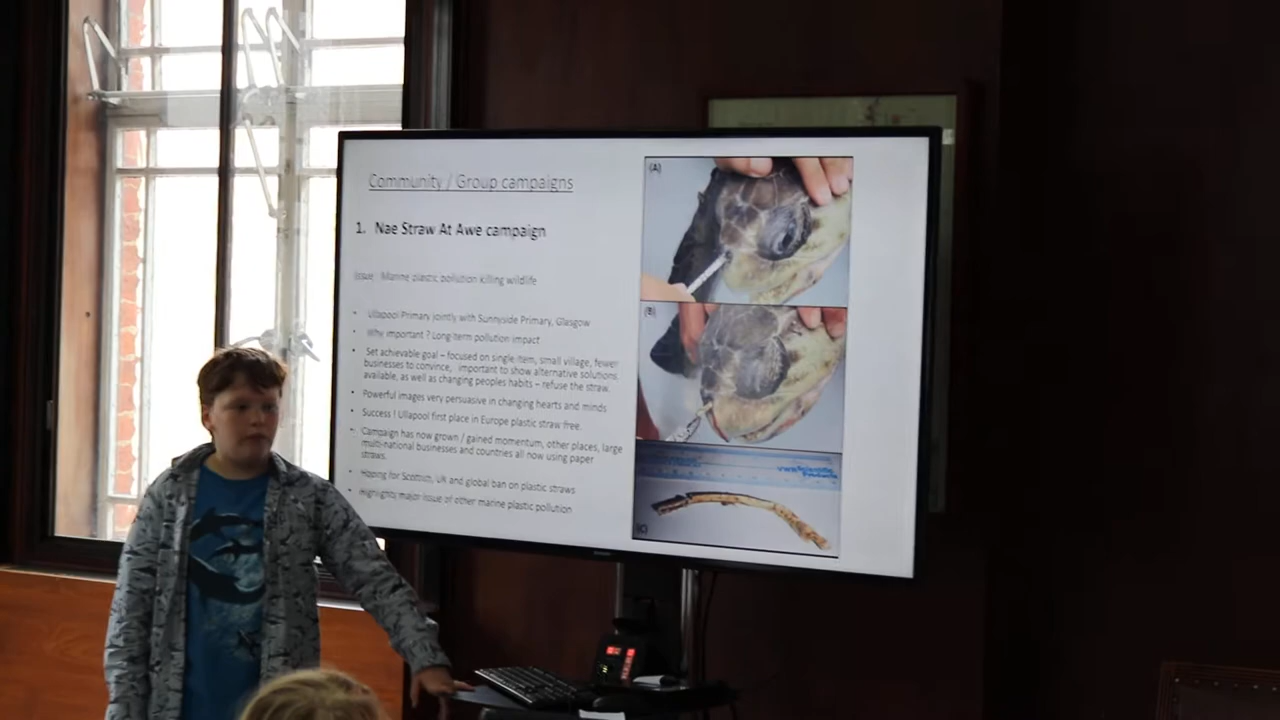 Community / Group campaigns
1. Nae Straw At Awe campaign
Issue Marine plastic pollution killing wildlife
• Ullapool Primary jointly with Sunnyside Primary, Glasgow
• Why important ? Long-term pollution impact
• Set achievable goal – focused on single item, small village, fewer
businesses to convince, important to show alternative solutions
available, as well as changing peoples habits – refuse the straw.
• Powerful images very persuasive in changing hearts and minds
• Success ! Ullapool first place in Europe plastic straw free.
• Campaign has now grown / gained momentum, other places, large
multi-national businesses and countries all now using paper
straws.
• Hoping for Scottish, UK and global ban on plastic straws
• Highlights major issue of other marine plastic pollution
(A)
(B)
VWR Scientific
Products
(C)